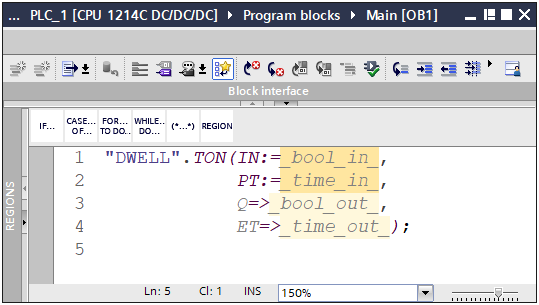 PLC_1 [CPU 1214C DC/DC/DC] Program blocks Main [OB1]
Block interface
IF... CASE... OF... FOR... TO DO... WHILE.. DO... (*...*) REGION
REGIONS
1 "DWELL".TON(IN:=_bool_in_,
2 PT:=_time_in_,
3 Q=>_bool_out_,
4 ET=>_time_out_);
5
Ln: 5 Cl: 1 INS 150%